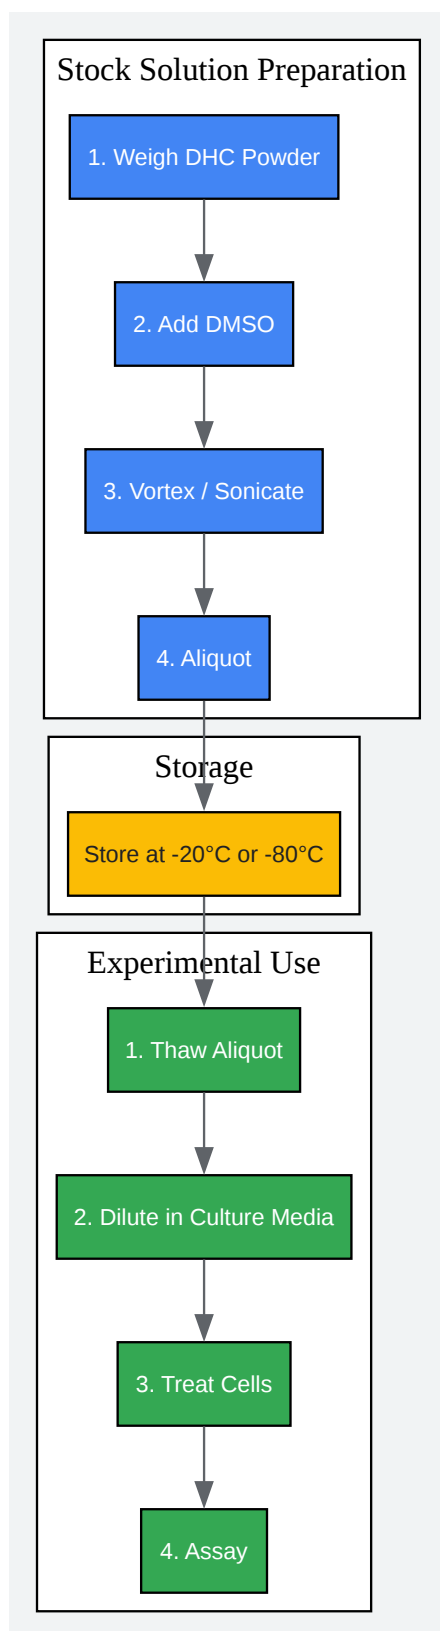 Stock Solution Preparation
1. Weigh DHC Powder
2. Add DMSO
3. Vortex / Sonicate
4. Aliquot
Storage
Store at -20°C or -80°C
Experimental Use
1. Thaw Aliquot
2. Dilute in Culture Media
3. Treat Cells
4. Assay